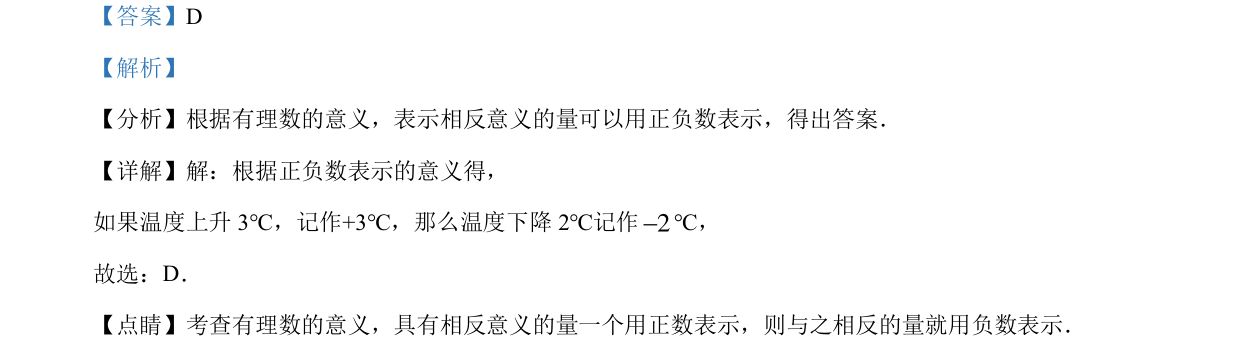 【答案】D
【解析】
【分析】根据有理数的意义，表示相反意义的量可以用正负数表示，得出答案．
【详解】解：根据正负数表示的意义得，
如果温度上升 3℃，记作+3℃，那么温度下降 2℃记作 −2 ℃，
故选：D．
【点睛】考查有理数的意义，具有相反意义的量一个用正数表示，则与之相反的量就用负数表示．